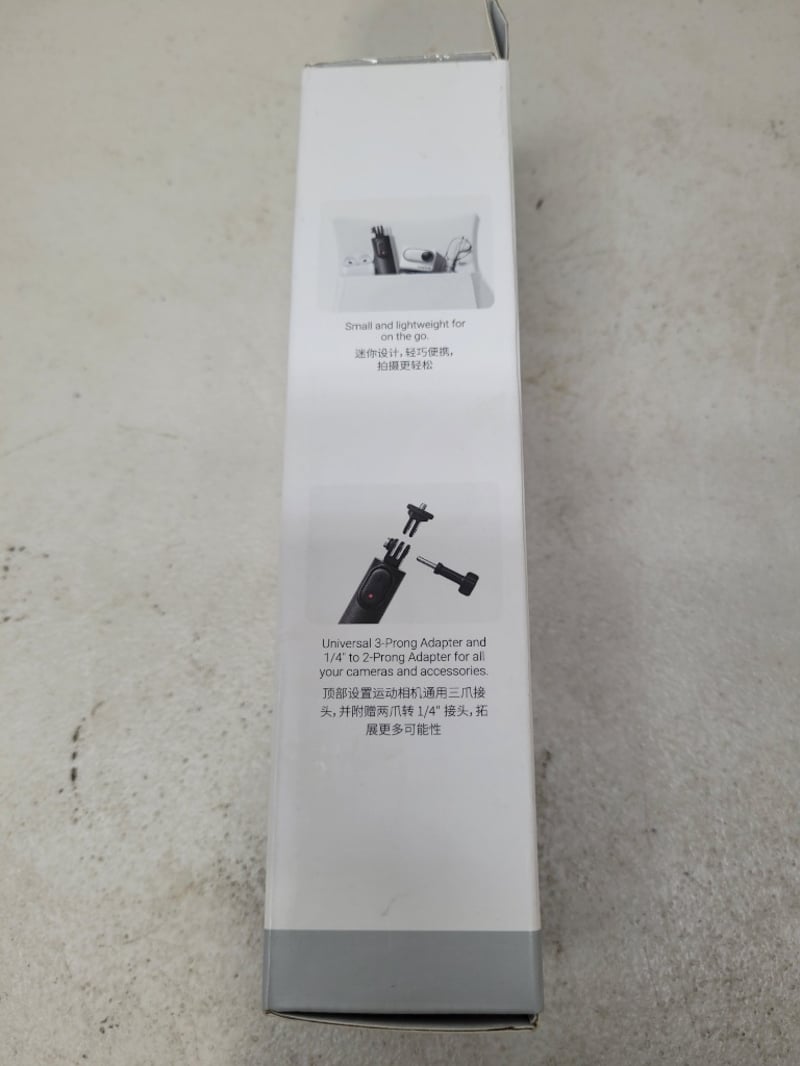 Small and lightweight for
on the go.
迷你设计，轻巧便携，
拍摄更轻松
Universal 3-Prong Adapter and
1/4" to 2-Prong Adapter for all
your cameras and accessories.
顶部设置运动相机通用三爪接
头，并附赠两爪转 1/4" 接头，拓
展更多可能性